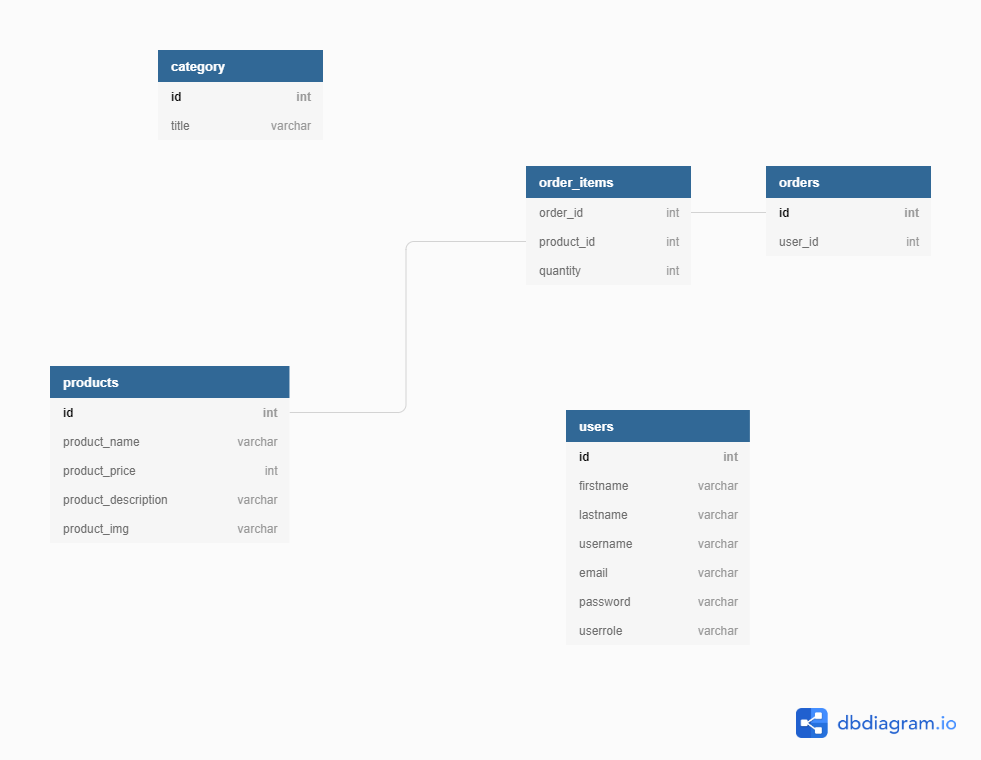 category
id int
title varchar
order_items
order_id int
product_id int
quantity int
orders
id int
user_id int
products
id int
product_name varchar
product_price int
product_description varchar
product_img varchar
users
id int
firstname varchar
lastname varchar
username varchar
email varchar
password varchar
userrole varchar
dbdiagram.io